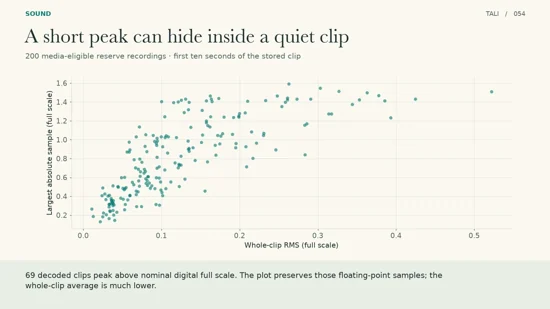 SOUND
TALI / 054
A short peak can hide inside a quiet clip
200 media-eligible reserve recordings · first ten seconds of the stored clip
Largest absolute sample (full scale)
1.6
1.4
1.2
1.0
0.8
0.6
0.4
0.2
0.0 0.1 0.2 0.3 0.4 0.5
Whole-clip RMS (full scale)
69 decoded clips peak above nominal digital full scale. The plot preserves those floating-point samples; the
whole-clip average is much lower.